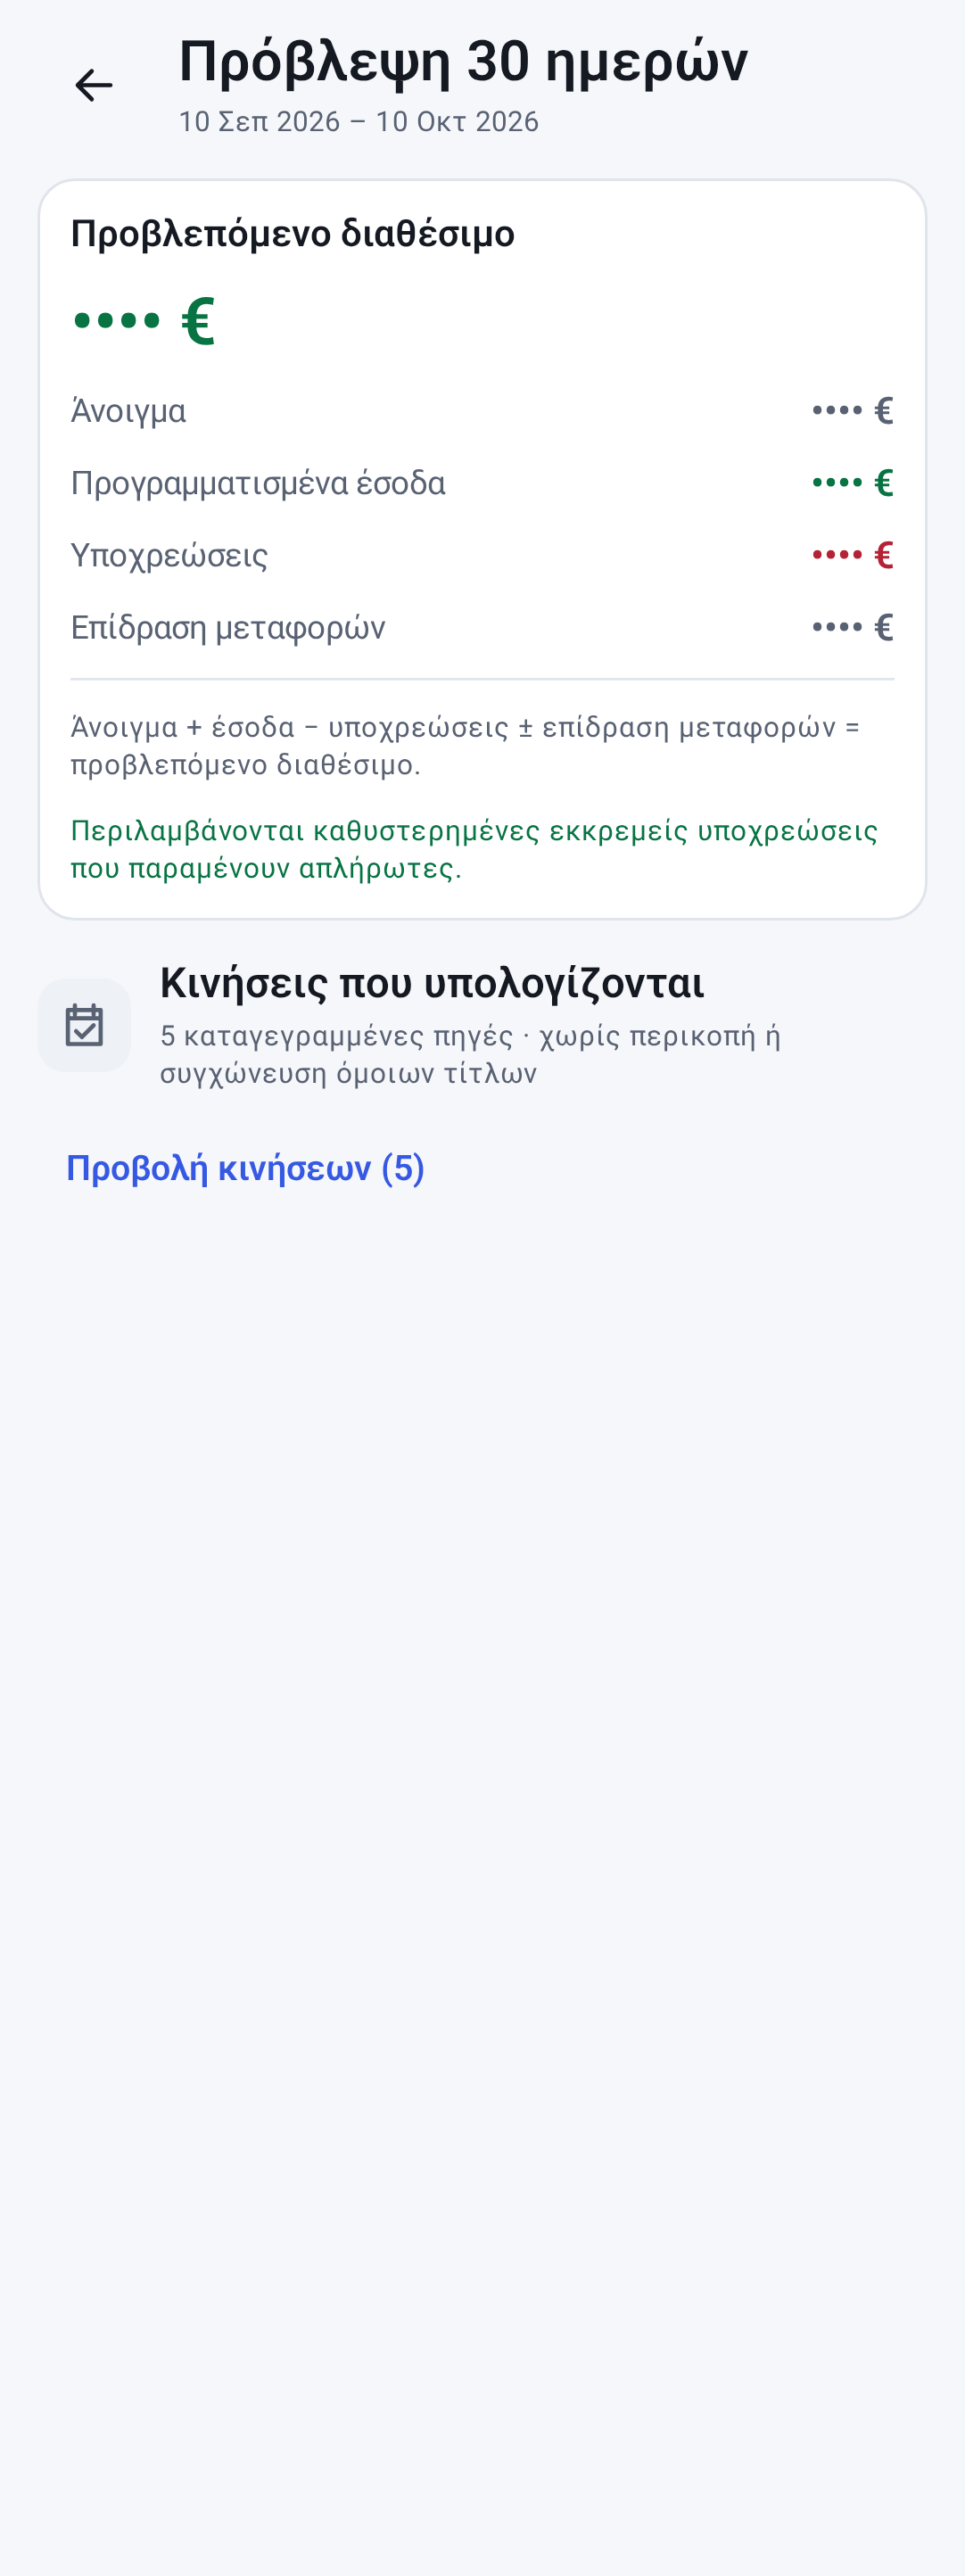 Πρόβλεψη 30 ημερών
10 Σεπ 2026 – 10 Οκτ 2026
Προβλεπόμενο διαθέσιμο
•••• €
Άνοιγμα •••• €
Προγραμματισμένα έσοδα •••• €
Υποχρεώσεις •••• €
Επίδραση μεταφορών •••• €
Άνοιγμα + έσοδα − υποχρεώσεις ± επίδραση μεταφορών =
προβλεπόμενο διαθέσιμο.
Περιλαμβάνονται καθυστερημένες εκκρεμείς υποχρεώσεις
που παραμένουν απλήρωτες.
Κινήσεις που υπολογίζονται
5 καταγεγραμμένες πηγές · χωρίς περικοπή ή
συγχώνευση όμοιων τίτλων
Προβολή κινήσεων (5)